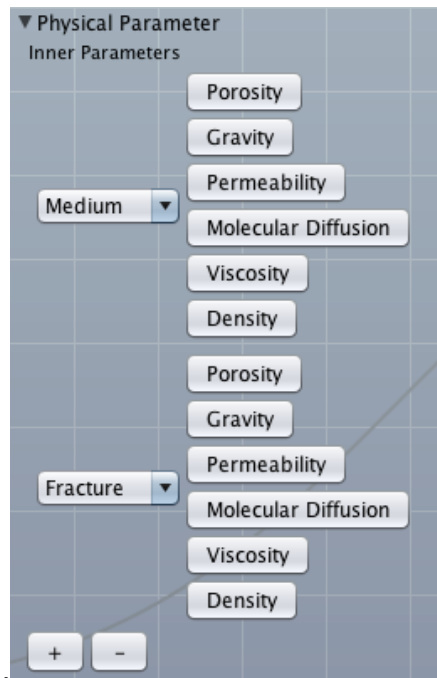 Physical Parameter
Inner Parameters
Porosity
Gravity
Permeability
Medium
Molecular Diffusion
Viscosity
Density
Porosity
Gravity
Permeability
Fracture
Molecular Diffusion
Viscosity
Density
+ -